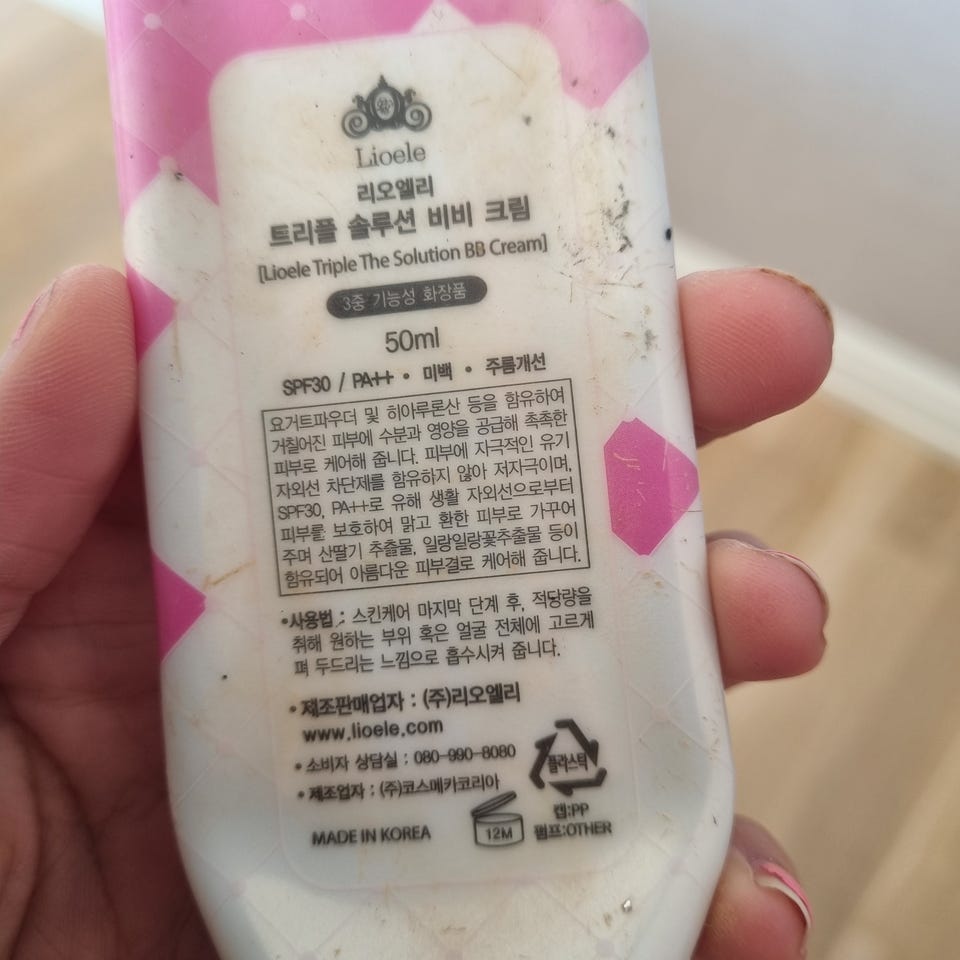 Lioele
리오엘리
트리플 솔루션 비비 크림
[Lioele Triple The Solution BB Cream]
3중 기능성 화장품
50ml
SPF30 / PA++ • 미백 • 주름개선
요거트파우더 및 히아루론산 등을 함유하여
거칠어진 피부에 수분과 영양을 공급해 촉촉한
피부로 케어해 줍니다. 피부에 자극적인 유기
자외선 차단제를 함유하지 않아 저자극이며,
SPF30, PA++로 유해 생활 자외선으로부터
피부를 보호하여 맑고 환한 피부로 가꾸어
주며 산딸기 추출물, 일랑일랑꽃추출물 등이
함유되어 아름다운 피부결로 케어해 줍니다.
•사용법 : 스킨케어 마지막 단계 후, 적당량을
취해 원하는 부위 혹은 얼굴 전체에 고르게
펴 두드리는 느낌으로 흡수시켜 줍니다.
•제조판매업자 : (주)리오엘리
www.lioele.com
•소비자 상담실 : 080-990-8080
•제조업자 : (주)코스메카코리아
플라스틱
캡:PP
펌프:OTHER
MADE IN KOREA
12M